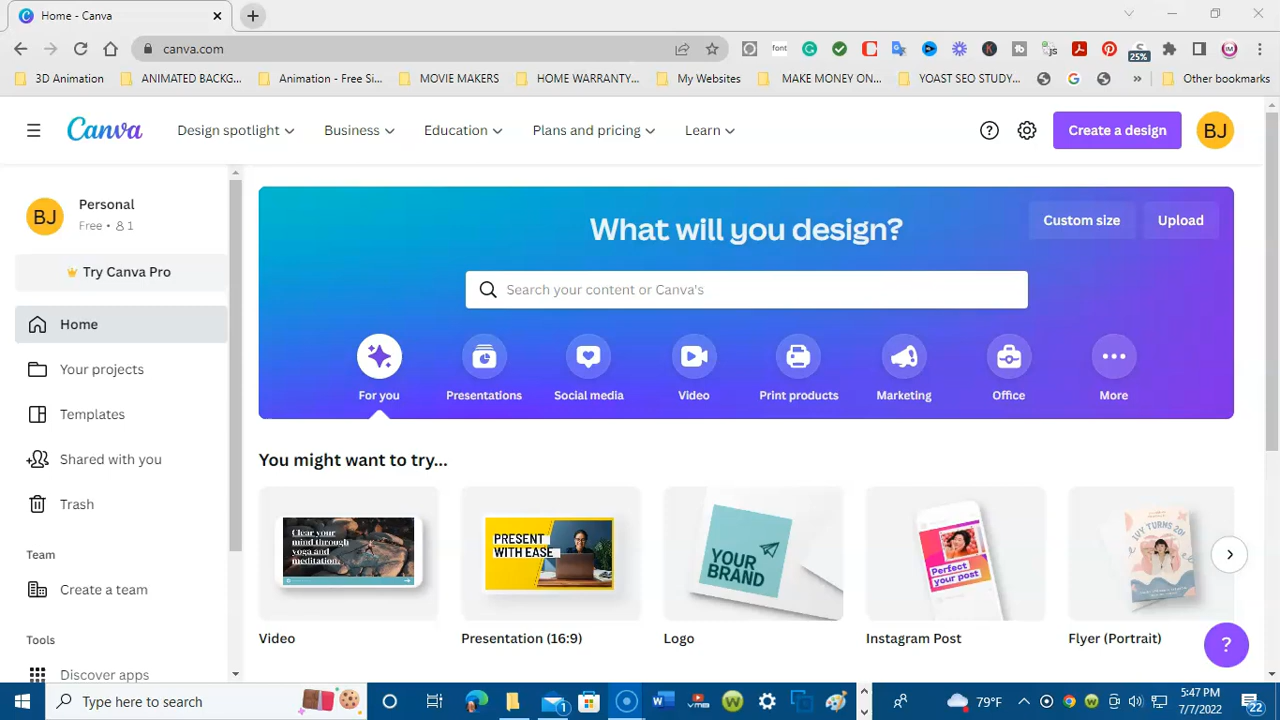 Home - Canva
canva.com
font
25%
3D Animation
ANIMATED BACKG...
Animation - Free Si...
MOVIE MAKERS
HOME WARRANTY...
My Websites
MAKE MONEY ON...
YOAST SEO STUDY...
»
Other bookmarks
Canva
Design spotlight
Business
Education
Plans and pricing
Learn
Create a design
BJ
BJ
Personal
Free • 1
Try Canva Pro
Home
Your projects
Templates
Shared with you
Trash
Team
Create a team
Tools
Discover apps
What will you design?
Custom size
Upload
Search your content or Canva's
For you
Presentations
Social media
Video
Print products
Marketing
Office
More
You might want to try...
Clear your
mind through
yoga and
meditation.
PRESENT
WITH EASE
YOUR
BRAND
Perfect
your post
IVY TURNS 20!
Video
Presentation (16:9)
Logo
Instagram Post
Flyer (Portrait)
?
Type here to search
79°F
5:47 PM
7/7/2022
22